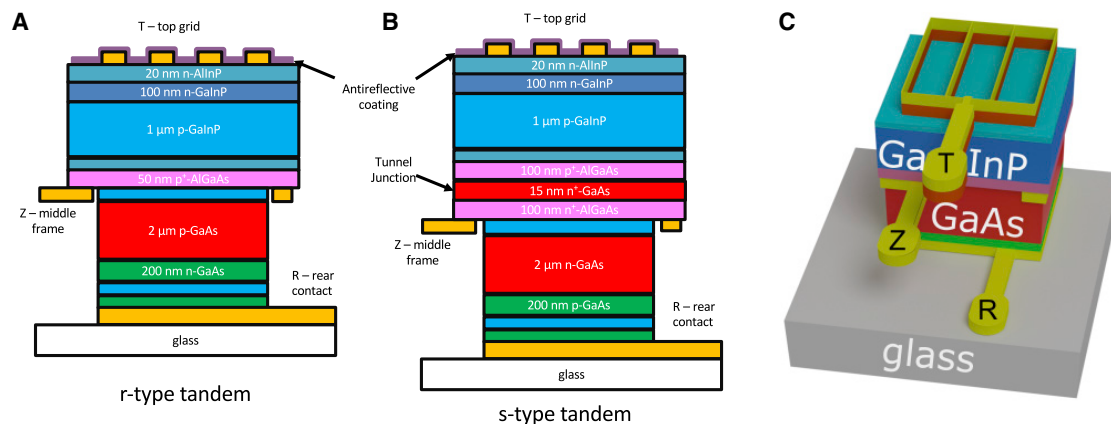 A
T – top grid
20 nm n-AlInP
100 nm n-GaInP
1 µm p-GaInP
50 nm p⁺-AlGaAs
Z – middle
frame
2 µm p-GaAs
200 nm n-GaAs
R – rear
contact
glass
r-type tandem
Antireflective
coating
Tunnel
Junction
B
S – top grid
20 nm n-AlInP
100 nm n-GaInP
1 µm p-GaInP
100 nm p⁺-AlGaAs
15 nm n⁺-GaAs
100 nm n⁺-AlGaAs
Z – middle
frame
2 µm n-GaAs
200 nm p-GaAs
R – rear
contact
glass
s-type tandem
C
GaInP
T
GaAs
Z
R
glass